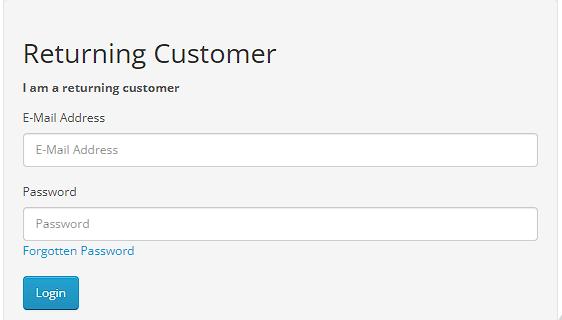 Returning Customer
I am a returning customer
E-Mail Address
E-Mail Address
Password
Password
Forgotten Password
Login